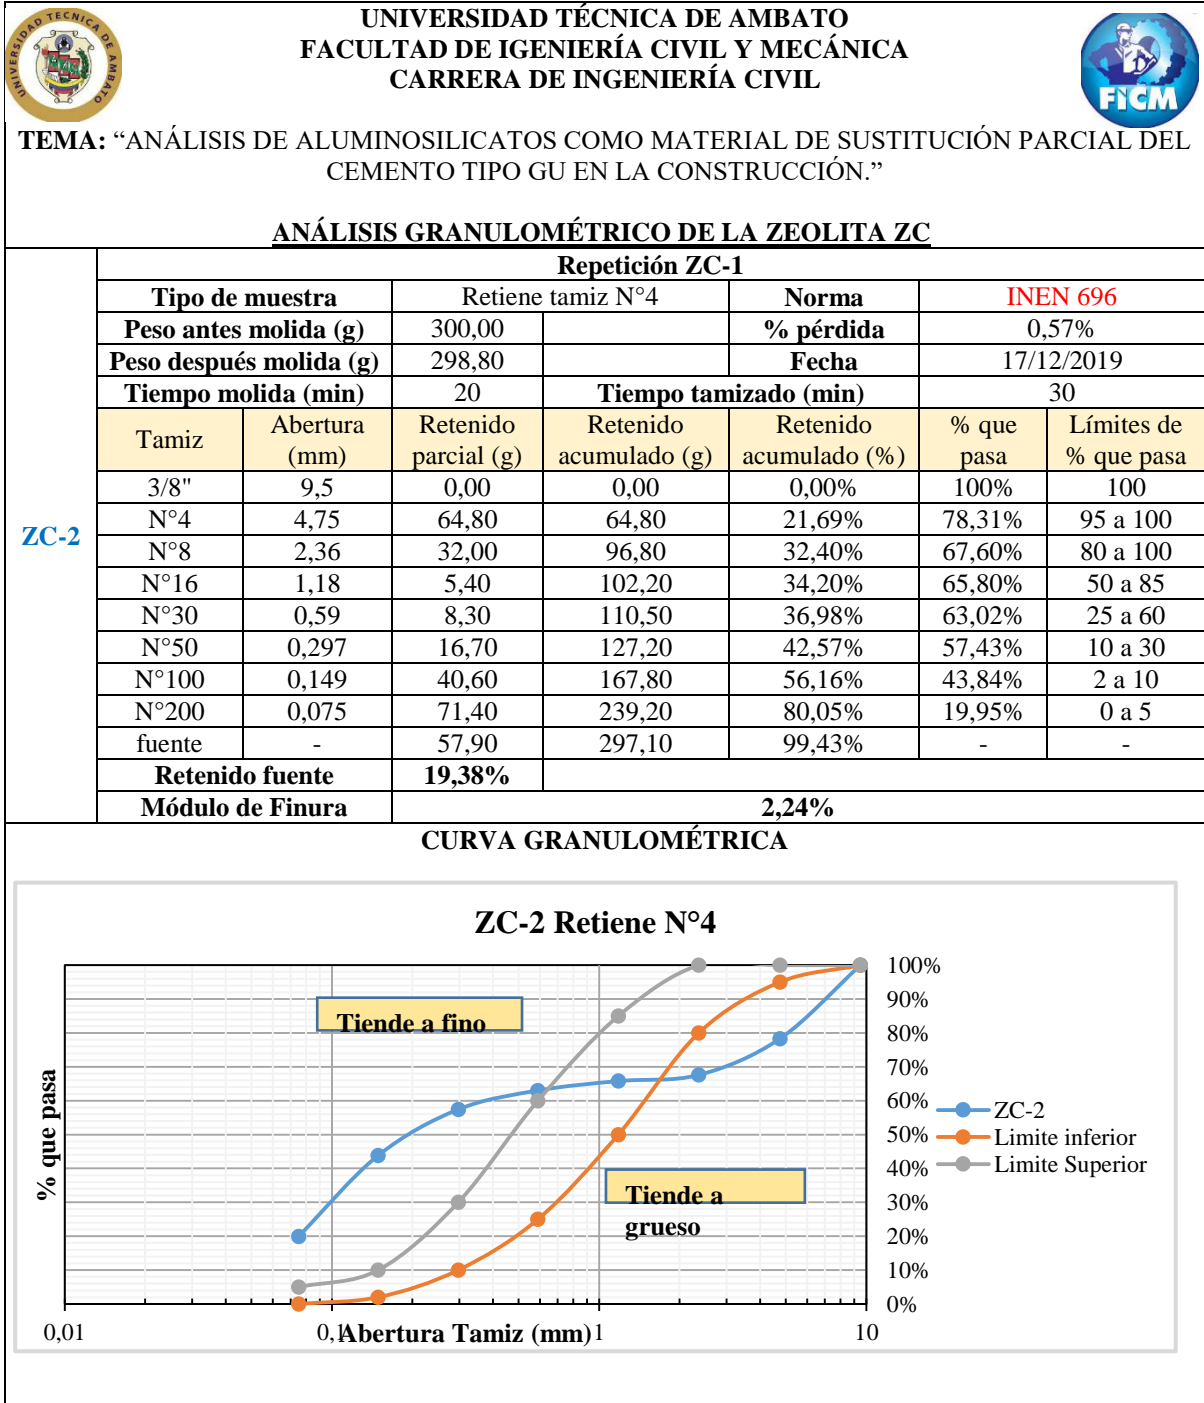 UNIVERSIDAD TÉCNICA DE AMBATO
FACULTAD DE IGENIERÍA CIVIL Y MECÁNICA
CARRERA DE INGENIERÍA CIVIL
UNIVERSIDAD TECNICA DE AMBATO
FICM
TEMA: “ANÁLISIS DE ALUMINOSILICATOS COMO MATERIAL DE SUSTITUCIÓN PARCIAL DEL
CEMENTO TIPO GU EN LA CONSTRUCCIÓN.”
ANÁLISIS GRANULOMÉTRICO DE LA ZEOLITA ZC
ZC-2
Repetición ZC-1
Tipo de muestra Retiene tamiz N°4 Norma INEN 696
Peso antes molida (g) 300,00 % pérdida 0,57%
Peso después molida (g) 298,80 Fecha 17/12/2019
Tiempo molida (min) 20 Tiempo tamizado (min) 30
Tamiz Abertura (mm) Retenido parcial (g) Retenido acumulado (g) Retenido acumulado (%) % que pasa Límites de % que pasa
3/8" 9,5 0,00 0,00 0,00% 100% 100
N°4 4,75 64,80 64,80 21,69% 78,31% 95 a 100
N°8 2,36 32,00 96,80 32,40% 67,60% 80 a 100
N°16 1,18 5,40 102,20 34,20% 65,80% 50 a 85
N°30 0,59 8,30 110,50 36,98% 63,02% 25 a 60
N°50 0,297 16,70 127,20 42,57% 57,43% 10 a 30
N°100 0,149 40,60 167,80 56,16% 43,84% 2 a 10
N°200 0,075 71,40 239,20 80,05% 19,95% 0 a 5
fuente - 57,90 297,10 99,43% - -
Retenido fuente 19,38%
Módulo de Finura 2,24%
CURVA GRANULOMÉTRICA
ZC-2 Retiene N°4
Tiende a fino
Tiende a
grueso
% que pasa
100%
90%
80%
70%
60%
50%
40%
30%
20%
10%
0%
ZC-2
Limite inferior
Limite Superior
0,01 0,1 1 10
Abertura Tamiz (mm)